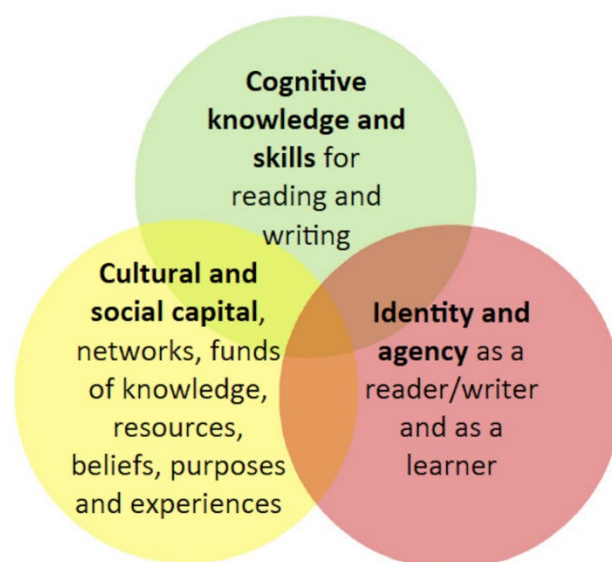 Cognitive
knowledge and
skills for
reading and
writing
Cultural and
social capital,
networks, funds
of knowledge,
resources,
beliefs, purposes
and experiences
Identity and
agency as a
reader/writer
and as a
learner